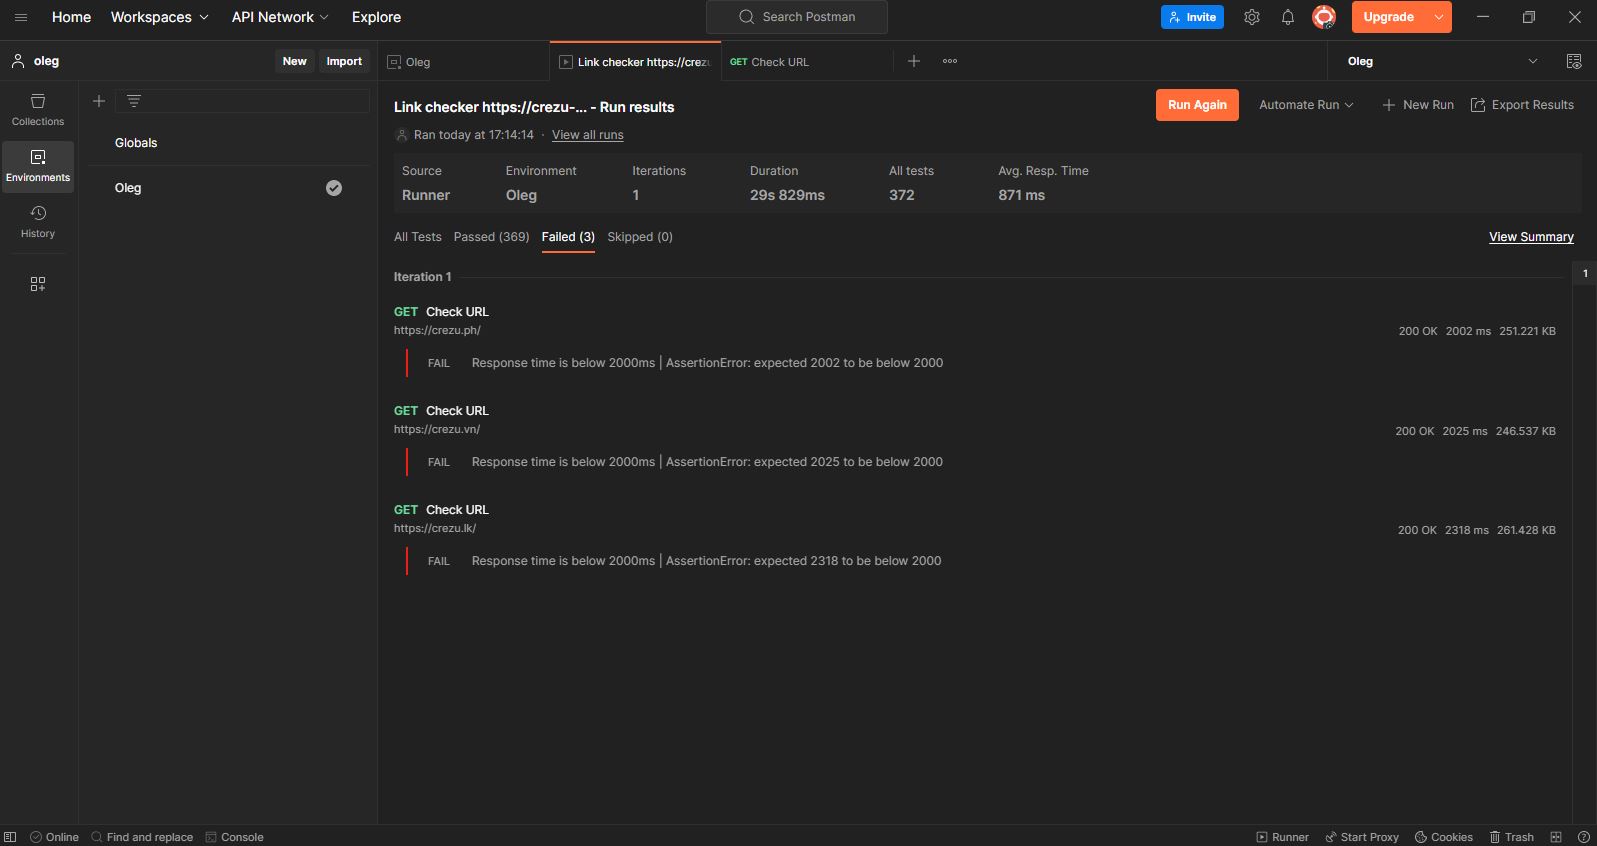 Home Workspaces API Network Explore Search Postman Invite Upgrade
oleg New Import Oleg Link checker https://crezu GET Check URL Oleg
Collections
Environments
History
Globals
Oleg
Link checker https://crezu-... - Run results Run Again Automate Run New Run Export Results
Ran today at 17:14:14 · View all runs
Source Environment Iterations Duration All tests Avg. Resp. Time
Runner Oleg 1 29s 829ms 372 871 ms
All Tests Passed (369) Failed (3) Skipped (0) View Summary
Iteration 1 1
GET Check URL
https://crezu.ph/ 200 OK 2002 ms 251.221 KB
FAIL Response time is below 2000ms | AssertionError: expected 2002 to be below 2000
GET Check URL
https://crezu.vn/ 200 OK 2025 ms 246.537 KB
FAIL Response time is below 2000ms | AssertionError: expected 2025 to be below 2000
GET Check URL
https://crezu.lk/ 200 OK 2318 ms 261.428 KB
FAIL Response time is below 2000ms | AssertionError: expected 2318 to be below 2000
Online Find and replace Console Runner Start Proxy Cookies Trash